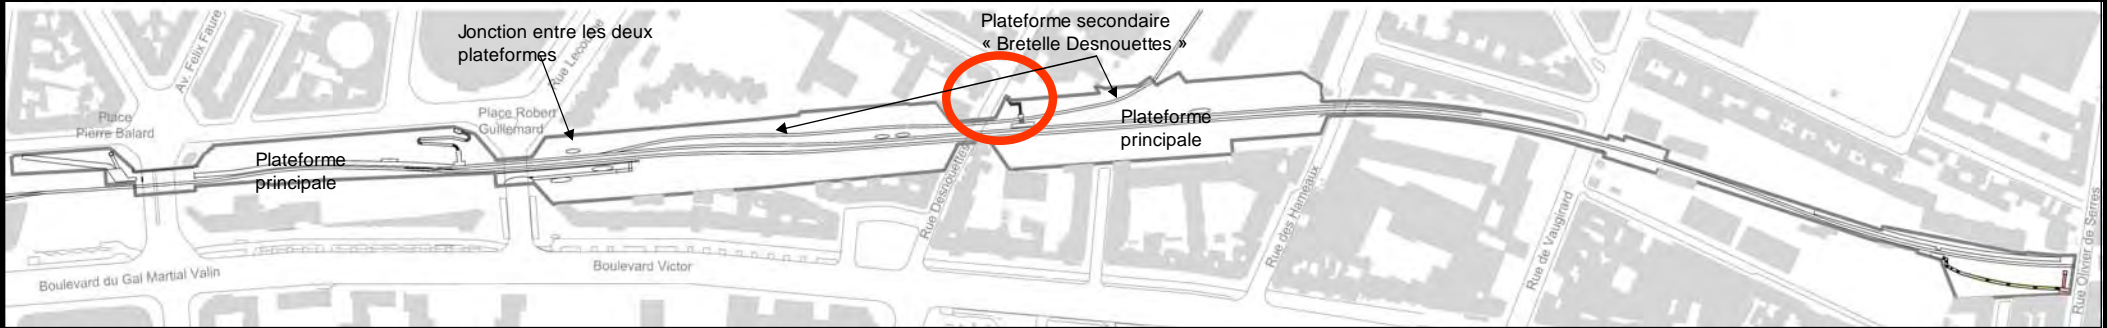 Jonction entre les deux
plateformes
Plateforme secondaire
« Bretelle Desnouettes »
Av. Félix Faure
Rue Lecourbe
Place
Pierre Balard
Place Robert
Guillemard
Plateforme
principale
Plateforme
principale
Rue Desnouettes
Rue des Hameaux
Rue de Vaugirard
Rue Olivier de Serres
Boulevard du Gal Martial Valin
Boulevard Victor